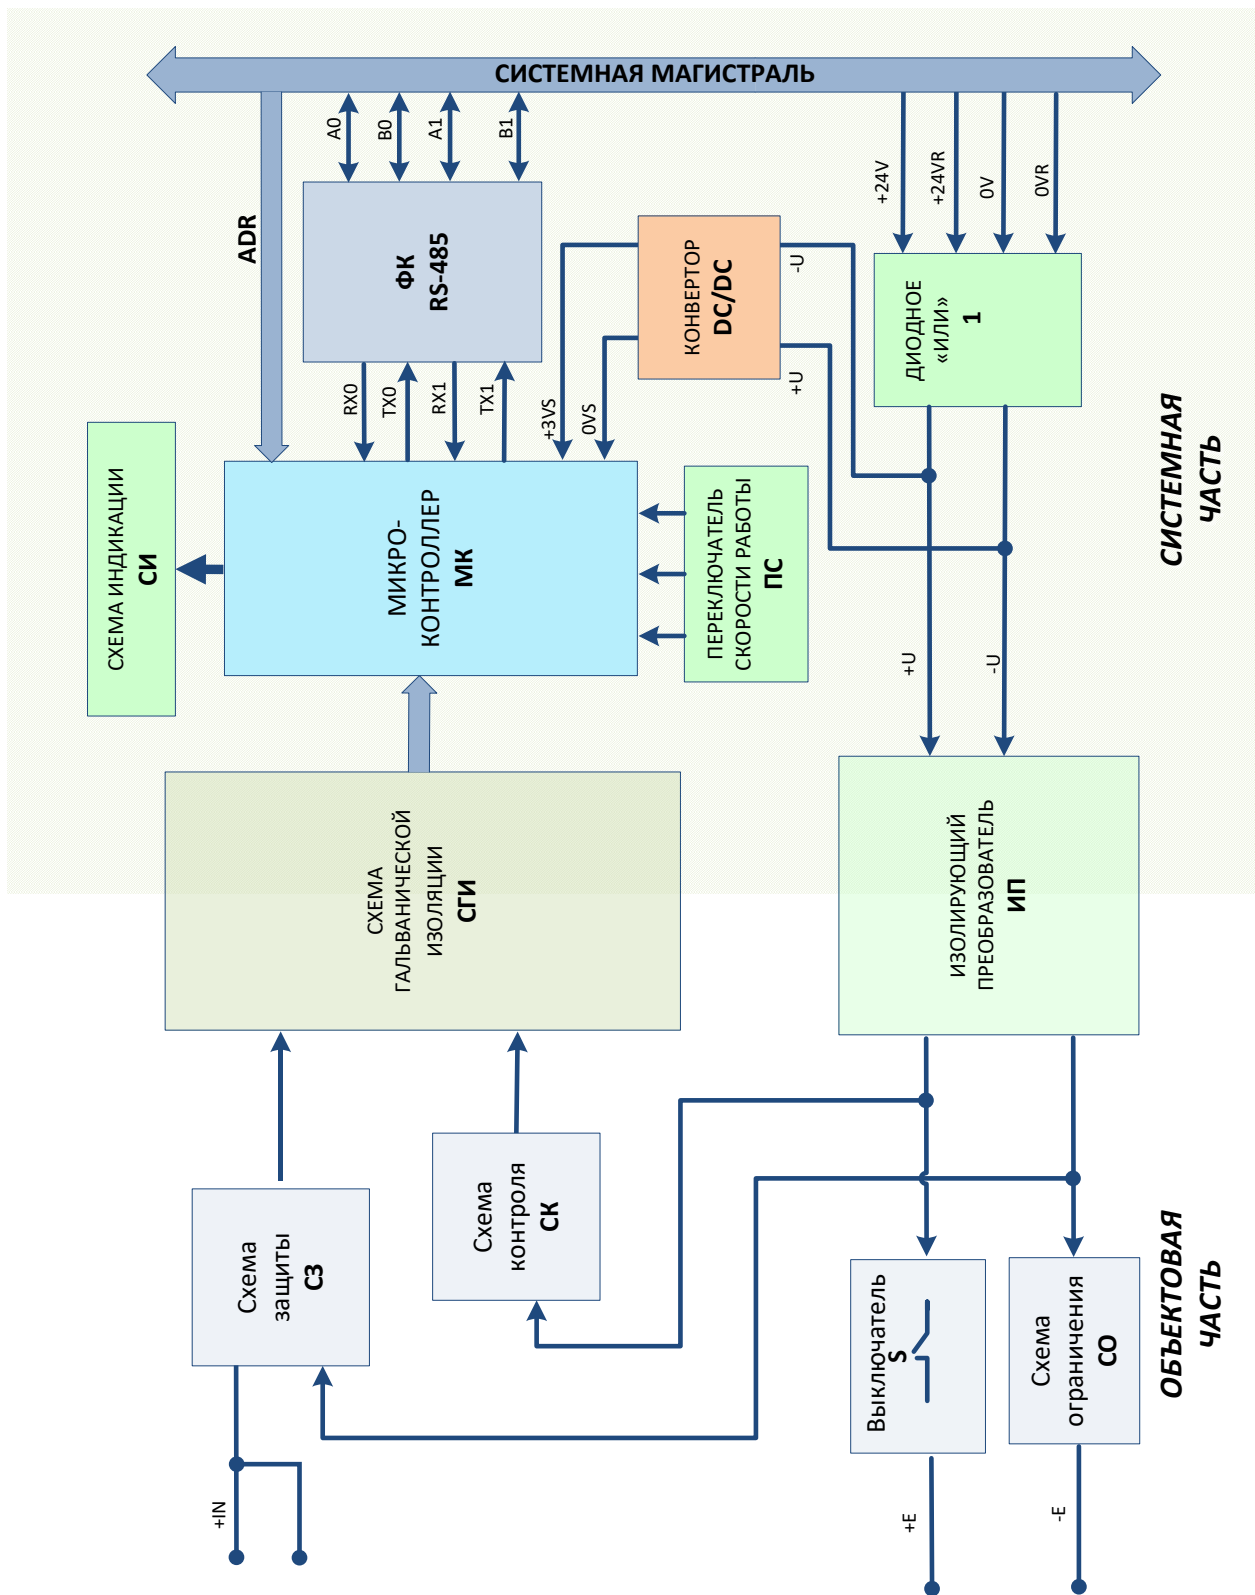 СИСТЕМНАЯ МАГИСТРАЛЬ
ADR
A0
B0
A1
B1
+24V
+24VR
0V
0VR
ФК
RS-485
КОНВЕРТОР
DC/DC
-U
+U
ДИОДНОЕ
«ИЛИ»
1
RX0
TX0
RX1
TX1
+3VS
0VS
СХЕМА ИНДИКАЦИИ
СИ
МИКРО-
КОНТРОЛЛЕР
МК
ПЕРЕКЛЮЧАТЕЛЬ
СКОРОСТИ РАБОТЫ
ПС
+U
-U
СИСТЕМНАЯ
ЧАСТЬ
СХЕМА
ГАЛЬВАНИЧЕСКОЙ
ИЗОЛЯЦИИ
СГИ
ИЗОЛИРУЮЩИЙ
ПРЕОБРАЗОВАТЕЛЬ
ИП
Схема
защиты
СЗ
Схема
контроля
СК
Выключатель
S
Схема
ограничения
СО
ОБЪЕКТОВАЯ
ЧАСТЬ
+IN
+E
-E